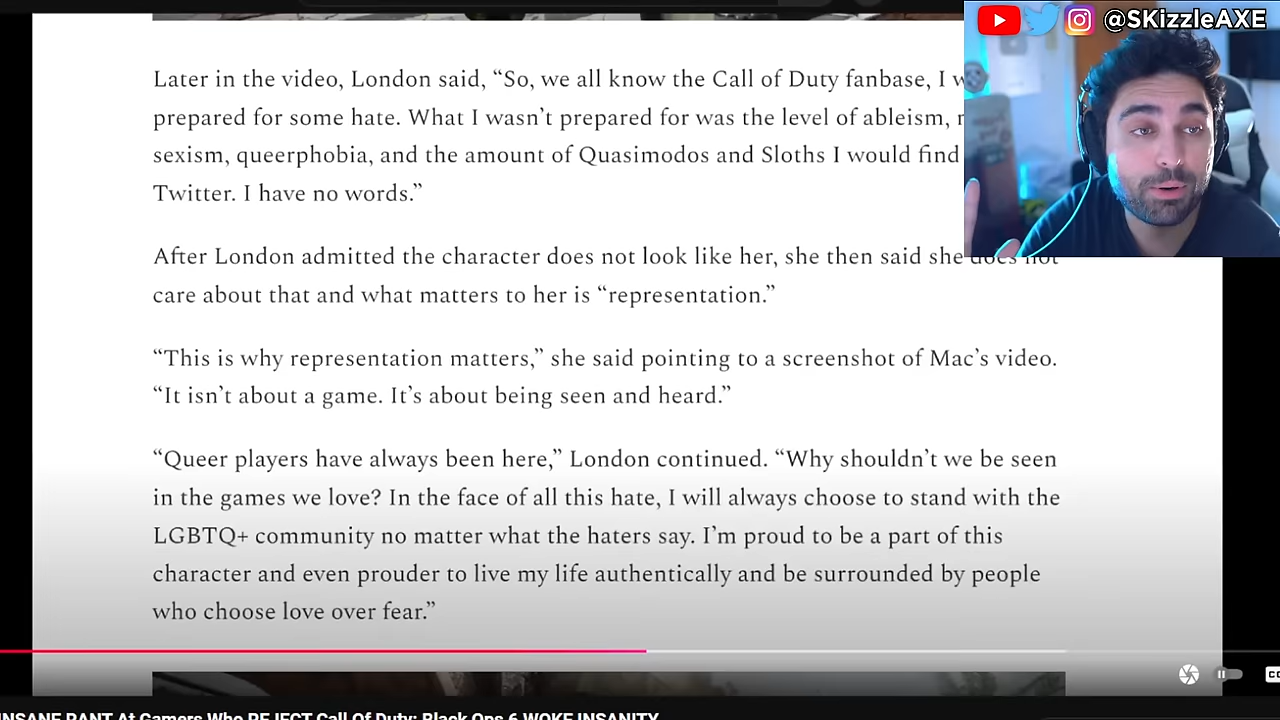 @SKizzleAXE
Later in the video, London said, “So, we all know the Call of Duty fanbase, I
prepared for some hate. What I wasn’t prepared for was the level of ableism,
sexism, queerphobia, and the amount of Quasimodos and Sloths I would find
Twitter. I have no words.”
After London admitted the character does not look like her, she then said she does not
care about that and what matters to her is “representation.”
“This is why representation matters,” she said pointing to a screenshot of Mac’s video.
“It isn’t about a game. It’s about being seen and heard.”
“Queer players have always been here,” London continued. “Why shouldn’t we be seen
in the games we love? In the face of all this hate, I will always choose to stand with the
LGBTQ+ community no matter what the haters say. I’m proud to be a part of this
character and even prouder to live my life authentically and be surrounded by people
who choose love over fear.”
INSANE RANT At Gamers Who REJECT Call Of Duty: Black Ops 6 WOKE INSANITY